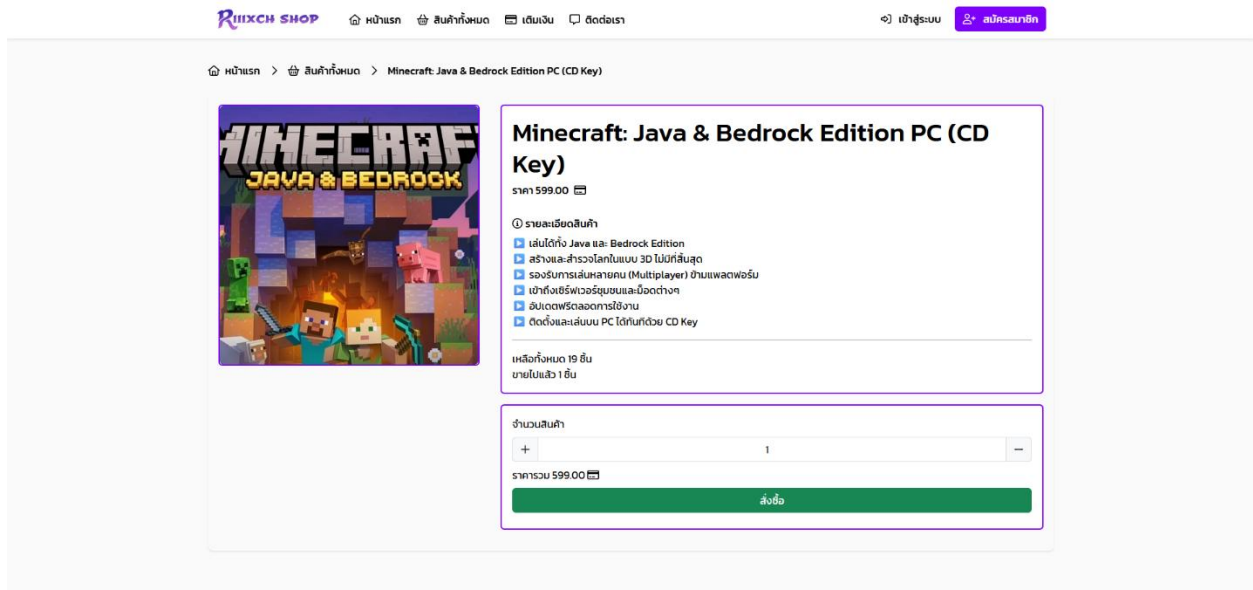 RIIIXCH SHOP
หน้าแรก
สินค้าทั้งหมด
เติมเงิน
ติดต่อเรา
เข้าสู่ระบบ
สมัครสมาชิก
หน้าแรก > สินค้าทั้งหมด > Minecraft: Java & Bedrock Edition PC (CD Key)
MINECRAF
JAVA & BEDROCK
Minecraft: Java & Bedrock Edition PC (CD
Key)
ราคา 599.00
รายละเอียดสินค้า
เล่นได้ทั้ง Java และ Bedrock Edition
สร้างและสำรวจโลกในแบบ 3D ไม่มีที่สิ้นสุด
รองรับการเล่นหลายคน (Multiplayer) ข้ามแพลตฟอร์ม
เข้าถึงเซิร์ฟเวอร์ชุมชนและม็อดต่างๆ
อัปเดตฟรีตลอดการใช้งาน
ติดตั้งและเล่นบน PC ได้ทันทีด้วย CD Key
เหลือทั้งหมด 19 ชิ้น
ขายไปแล้ว 1 ชิ้น
จำนวนสินค้า
+ 1 −
ราคารวม 599.00
สั่งซื้อ